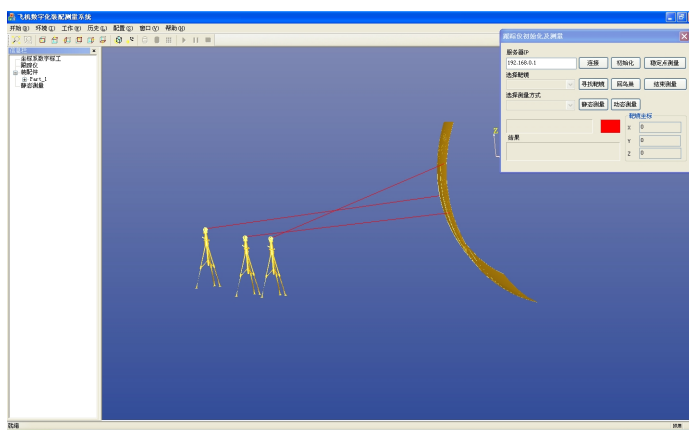 飞机数字化装配测量系统
开始(B) 环境(I) 工作(W) 历史(L) 配置(S) 窗口(V) 帮助(H)
坐标系数字标工
跟踪仪
装配件
Part_1
静态测量
跟踪仪初始化及测量
服务器IP
192.168.0.1 连接 初始化 稳定点测量
选择靶镜
寻找靶镜 回鸟巢 结束测量
选择测量方式
静态测量 动态测量
靶镜坐标
X 0
结果
Y 0
Z 0
Z
就绪